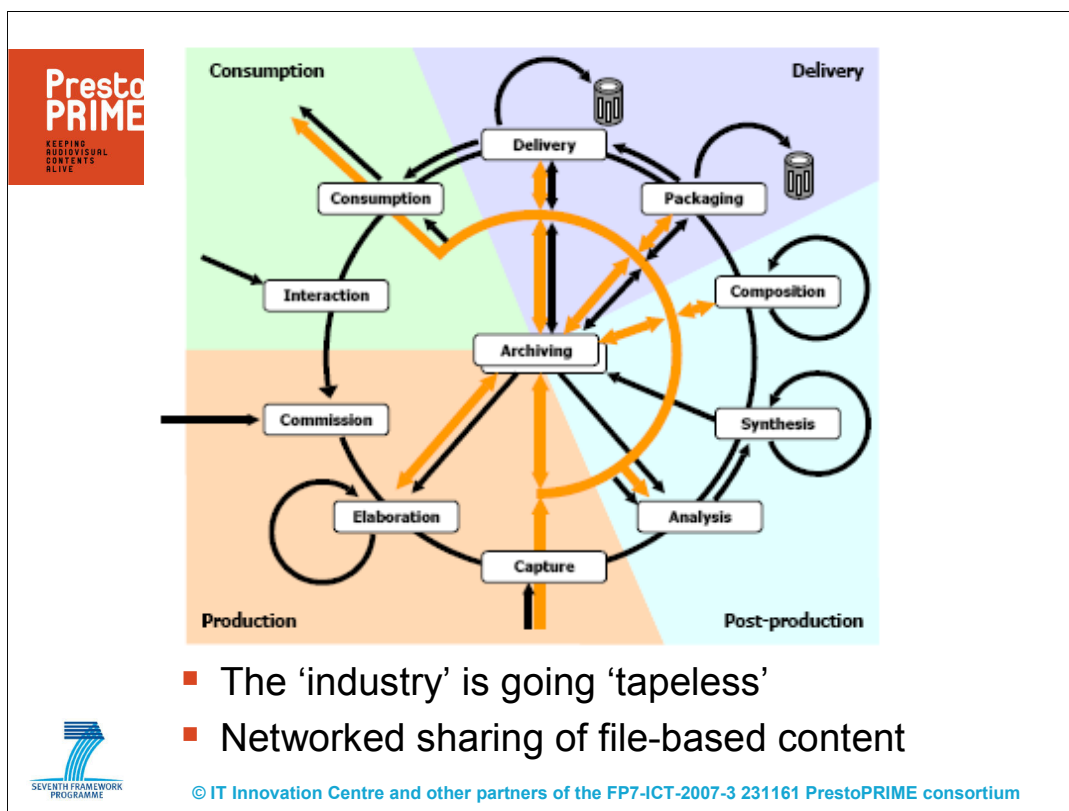 Presto
PRIME
KEEPING
AUDIOVISUAL
CONTENTS
ALIVE
Consumption
Delivery
Delivery
Consumption
Packaging
Interaction
Composition
Archiving
Commission
Synthesis
Elaboration
Analysis
Capture
Production
Post-production
The ‘industry’ is going ‘tapeless’
Networked sharing of file-based content
SEVENTH FRAMEWORK
PROGRAMME
© IT Innovation Centre and other partners of the FP7-ICT-2007-3 231161 PrestoPRIME consortium